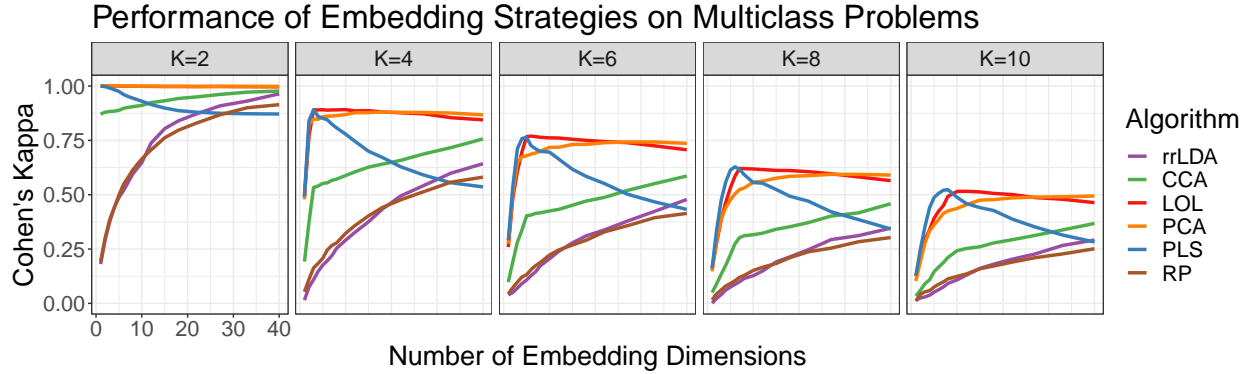 Performance of Embedding Strategies on Multiclass Problems
K=2 K=4 K=6 K=8 K=10
Cohen's Kappa
1.00
0.75
0.50
0.25
0.00
0 10 20 30 40
Number of Embedding Dimensions
Algorithm
rrLDA
CCA
LOL
PCA
PLS
RP